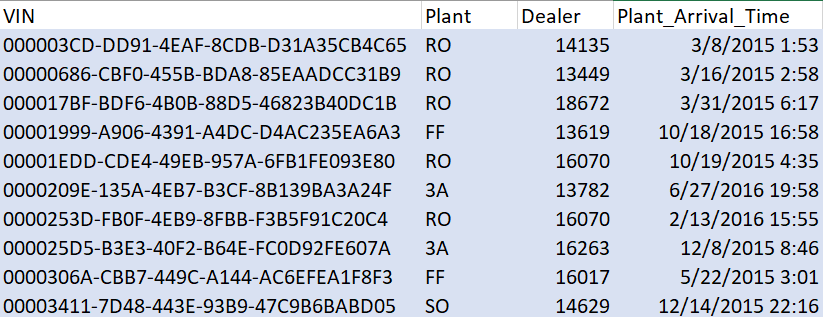 VIN Plant Dealer Plant_Arrival_Time
000003CD-DD91-4EAF-8CDB-D31A35CB4C65 RO 14135 3/8/2015 1:53
00000686-CBF0-455B-BDA8-85EAADCC31B9 RO 13449 3/16/2015 2:58
000017BF-BDF6-4B0B-88D5-46823B40DC1B RO 18672 3/31/2015 6:17
00001999-A906-4391-A4DC-D4AC235EA6A3 FF 13619 10/18/2015 16:58
00001EDD-CDE4-49EB-957A-6FB1FE093E80 RO 16070 10/19/2015 4:35
0000209E-135A-4EB7-B3CF-8B139BA3A24F 3A 13782 6/27/2016 19:58
0000253D-FB0F-4EB9-8FBB-F3B5F91C20C4 RO 16070 2/13/2016 15:55
000025D5-B3E3-40F2-B64E-FC0D92FE607A 3A 16263 12/8/2015 8:46
0000306A-CBB7-449C-A144-AC6EFEA1F8F3 FF 16017 5/22/2015 3:01
00003411-7D48-443E-93B9-47C9B6BABD05 SO 14629 12/14/2015 22:16